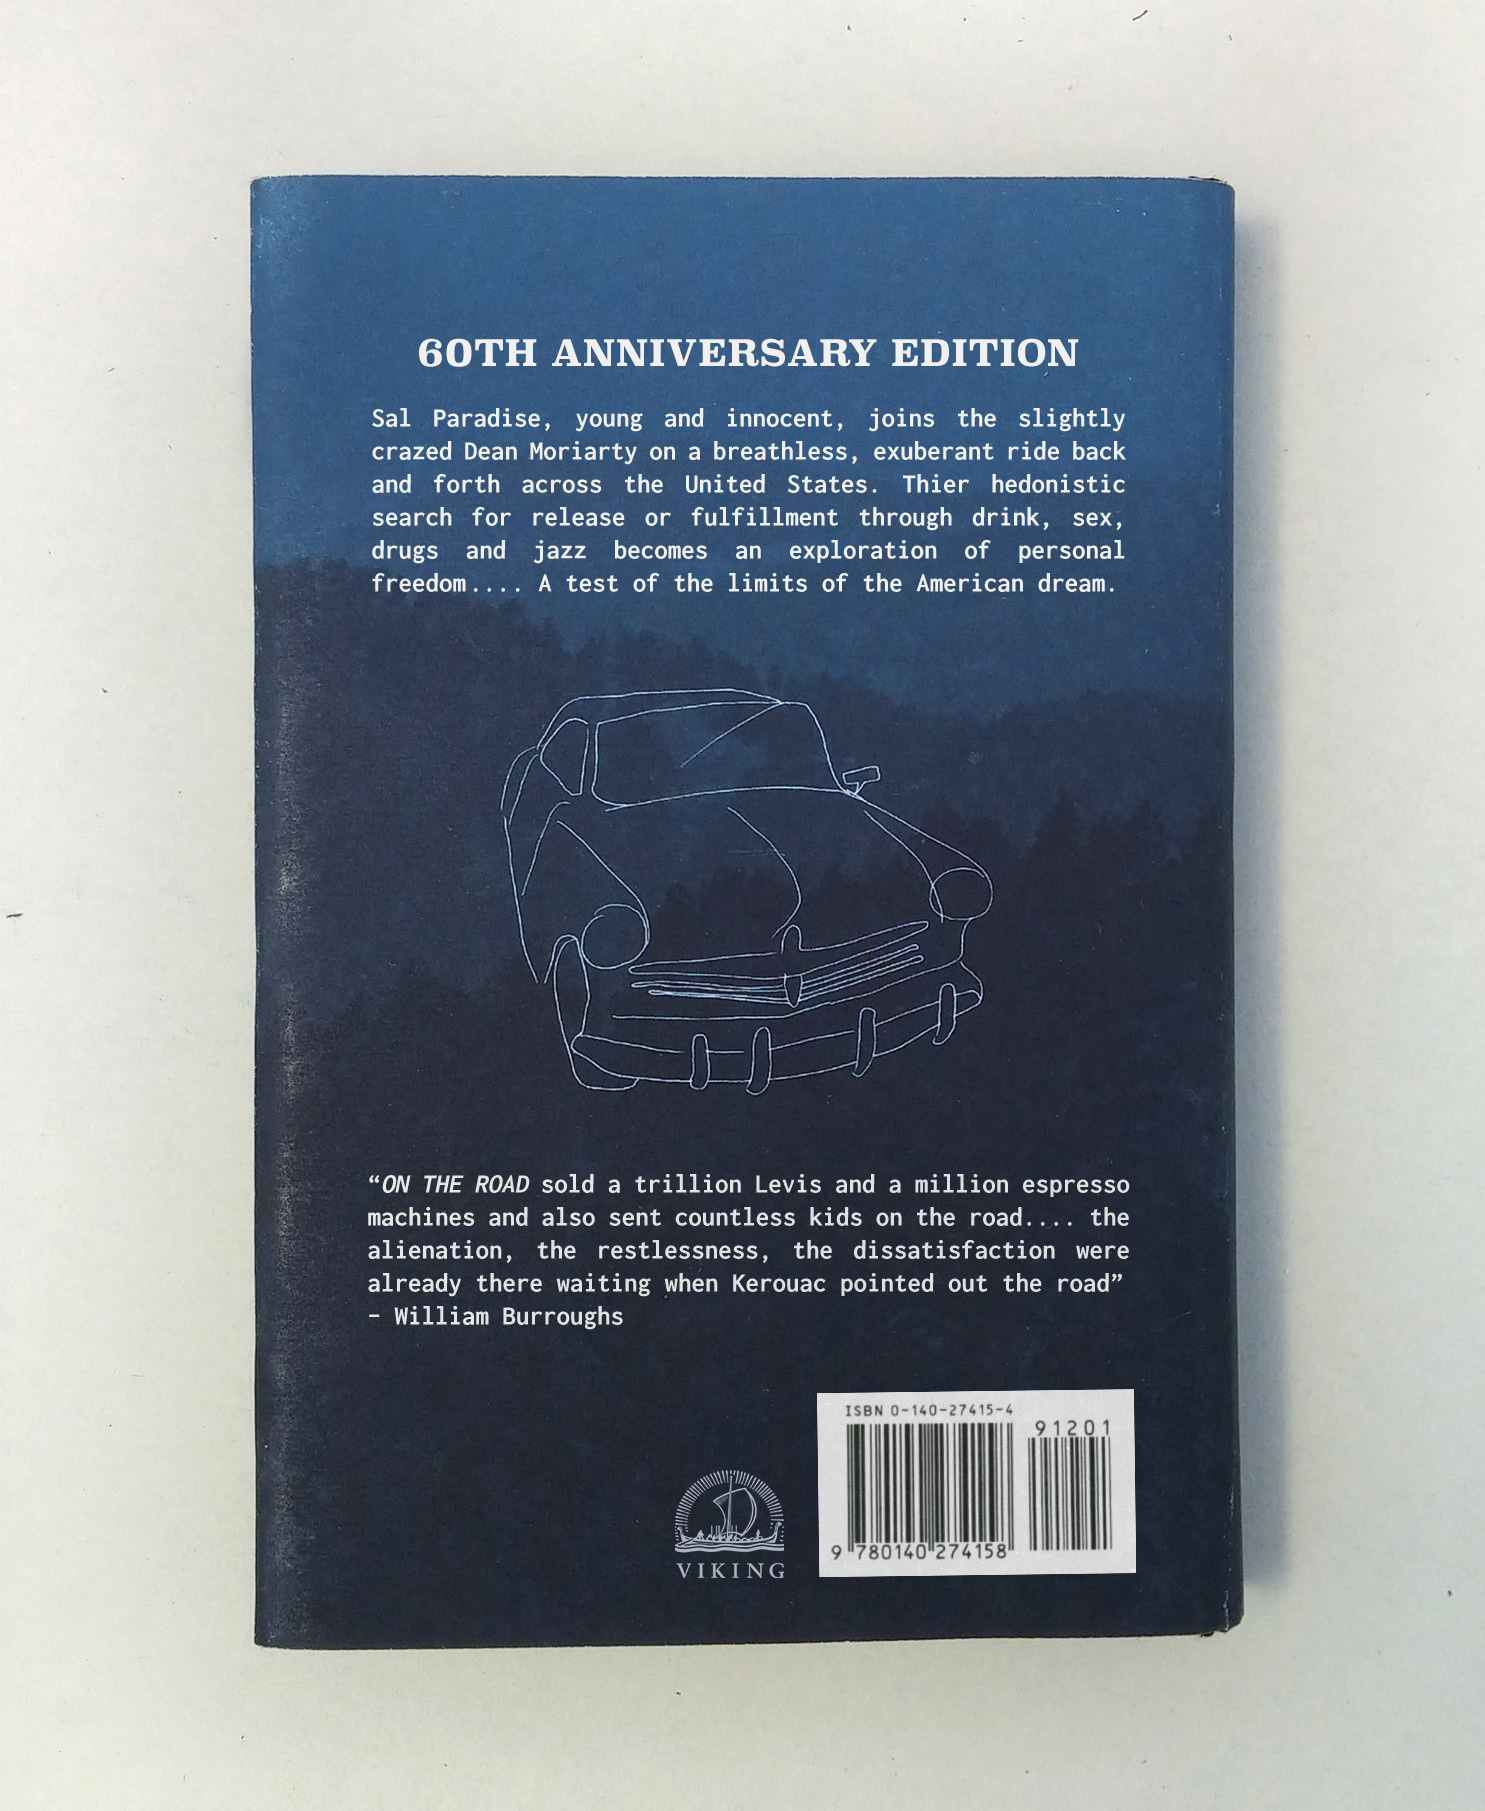 60TH ANNIVERSARY EDITION
Sal Paradise, young and innocent, joins the slightly
crazed Dean Moriarty on a breathless, exuberant ride back
and forth across the United States. Thier hedonistic
search for release or fulfillment through drink, sex,
drugs and jazz becomes an exploration of personal
freedom.... A test of the limits of the American dream.
“ON THE ROAD sold a trillion Levis and a million espresso
machines and also sent countless kids on the road.... the
alienation, the restlessness, the dissatisfaction were
already there waiting when Kerouac pointed out the road”
– William Burroughs
ISBN 0-140-27415-4
91201
9 780140 274158
VIKING